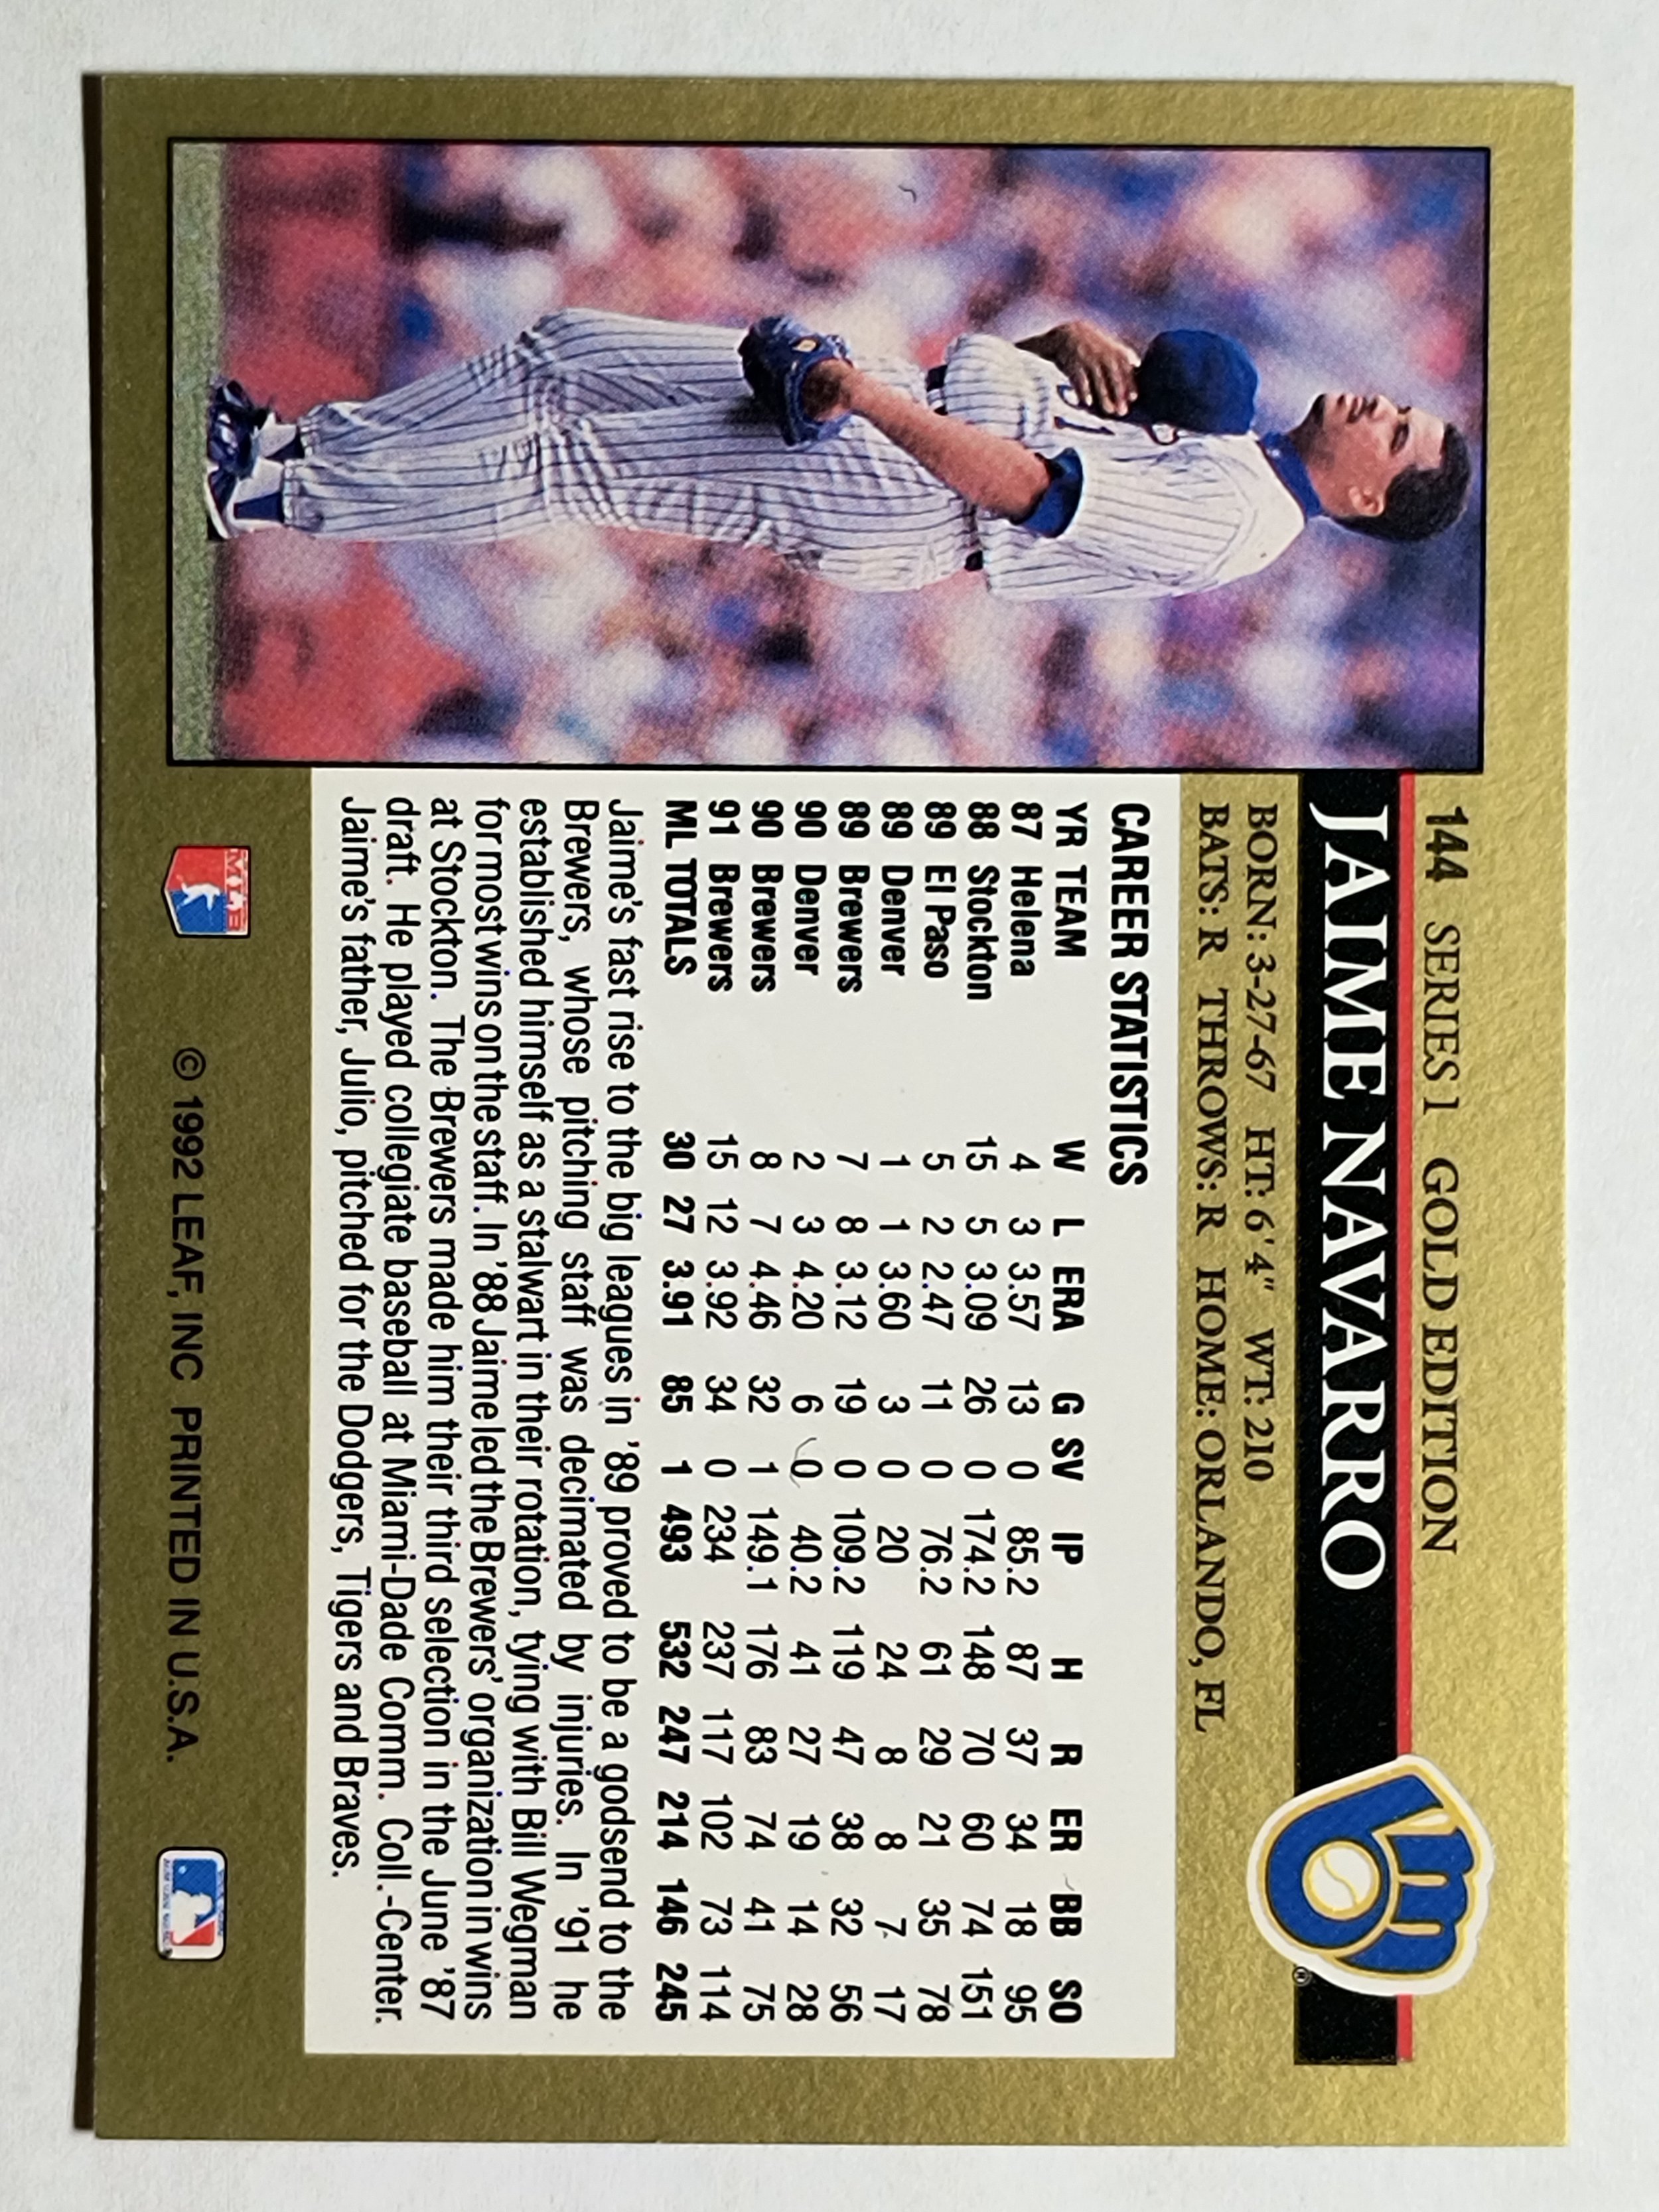 144 SERIES 1 GOLD EDITION
JAIME NAVARRO
BORN: 3-27-67 HT: 6'4" WT: 210
BATS: R THROWS: R HOME: ORLANDO, FL
CAREER STATISTICS
YR TEAM W L ERA G SV IP H R ER BB SO
87 Helena 4 3 3.57 13 0 85.2 87 37 34 18 95
88 Stockton 15 5 3.09 26 0 174.2 148 70 60 74 151
89 El Paso 5 2 2.47 11 0 76.2 61 29 21 35 78
89 Denver 1 1 3.60 3 0 20 24 8 8 7 17
89 Brewers 7 8 3.12 19 0 109.2 119 47 38 32 56
90 Denver 2 3 4.20 6 0 40.2 41 27 19 14 28
90 Brewers 8 7 4.46 32 1 149.1 176 83 74 41 75
91 Brewers 15 12 3.92 34 0 234 237 117 102 73 114
ML TOTALS 30 27 3.91 85 1 493 532 247 214 146 245
Jaime's fast rise to the big leagues in '89 proved to be a godsend to the
Brewers, whose pitching staff was decimated by injuries. In '91 he
established himself as a stalwart in their rotation, tying with Bill Wegman
for most wins on the staff. In '88 Jaime led the Brewers' organization in wins
at Stockton. The Brewers made him their third selection in the June '87
draft. He played collegiate baseball at Miami-Dade Comm. Coll.-Center.
Jaime's father, Julio, pitched for the Dodgers, Tigers and Braves.
MLB
© 1992 LEAF, INC PRINTED IN U.S.A.